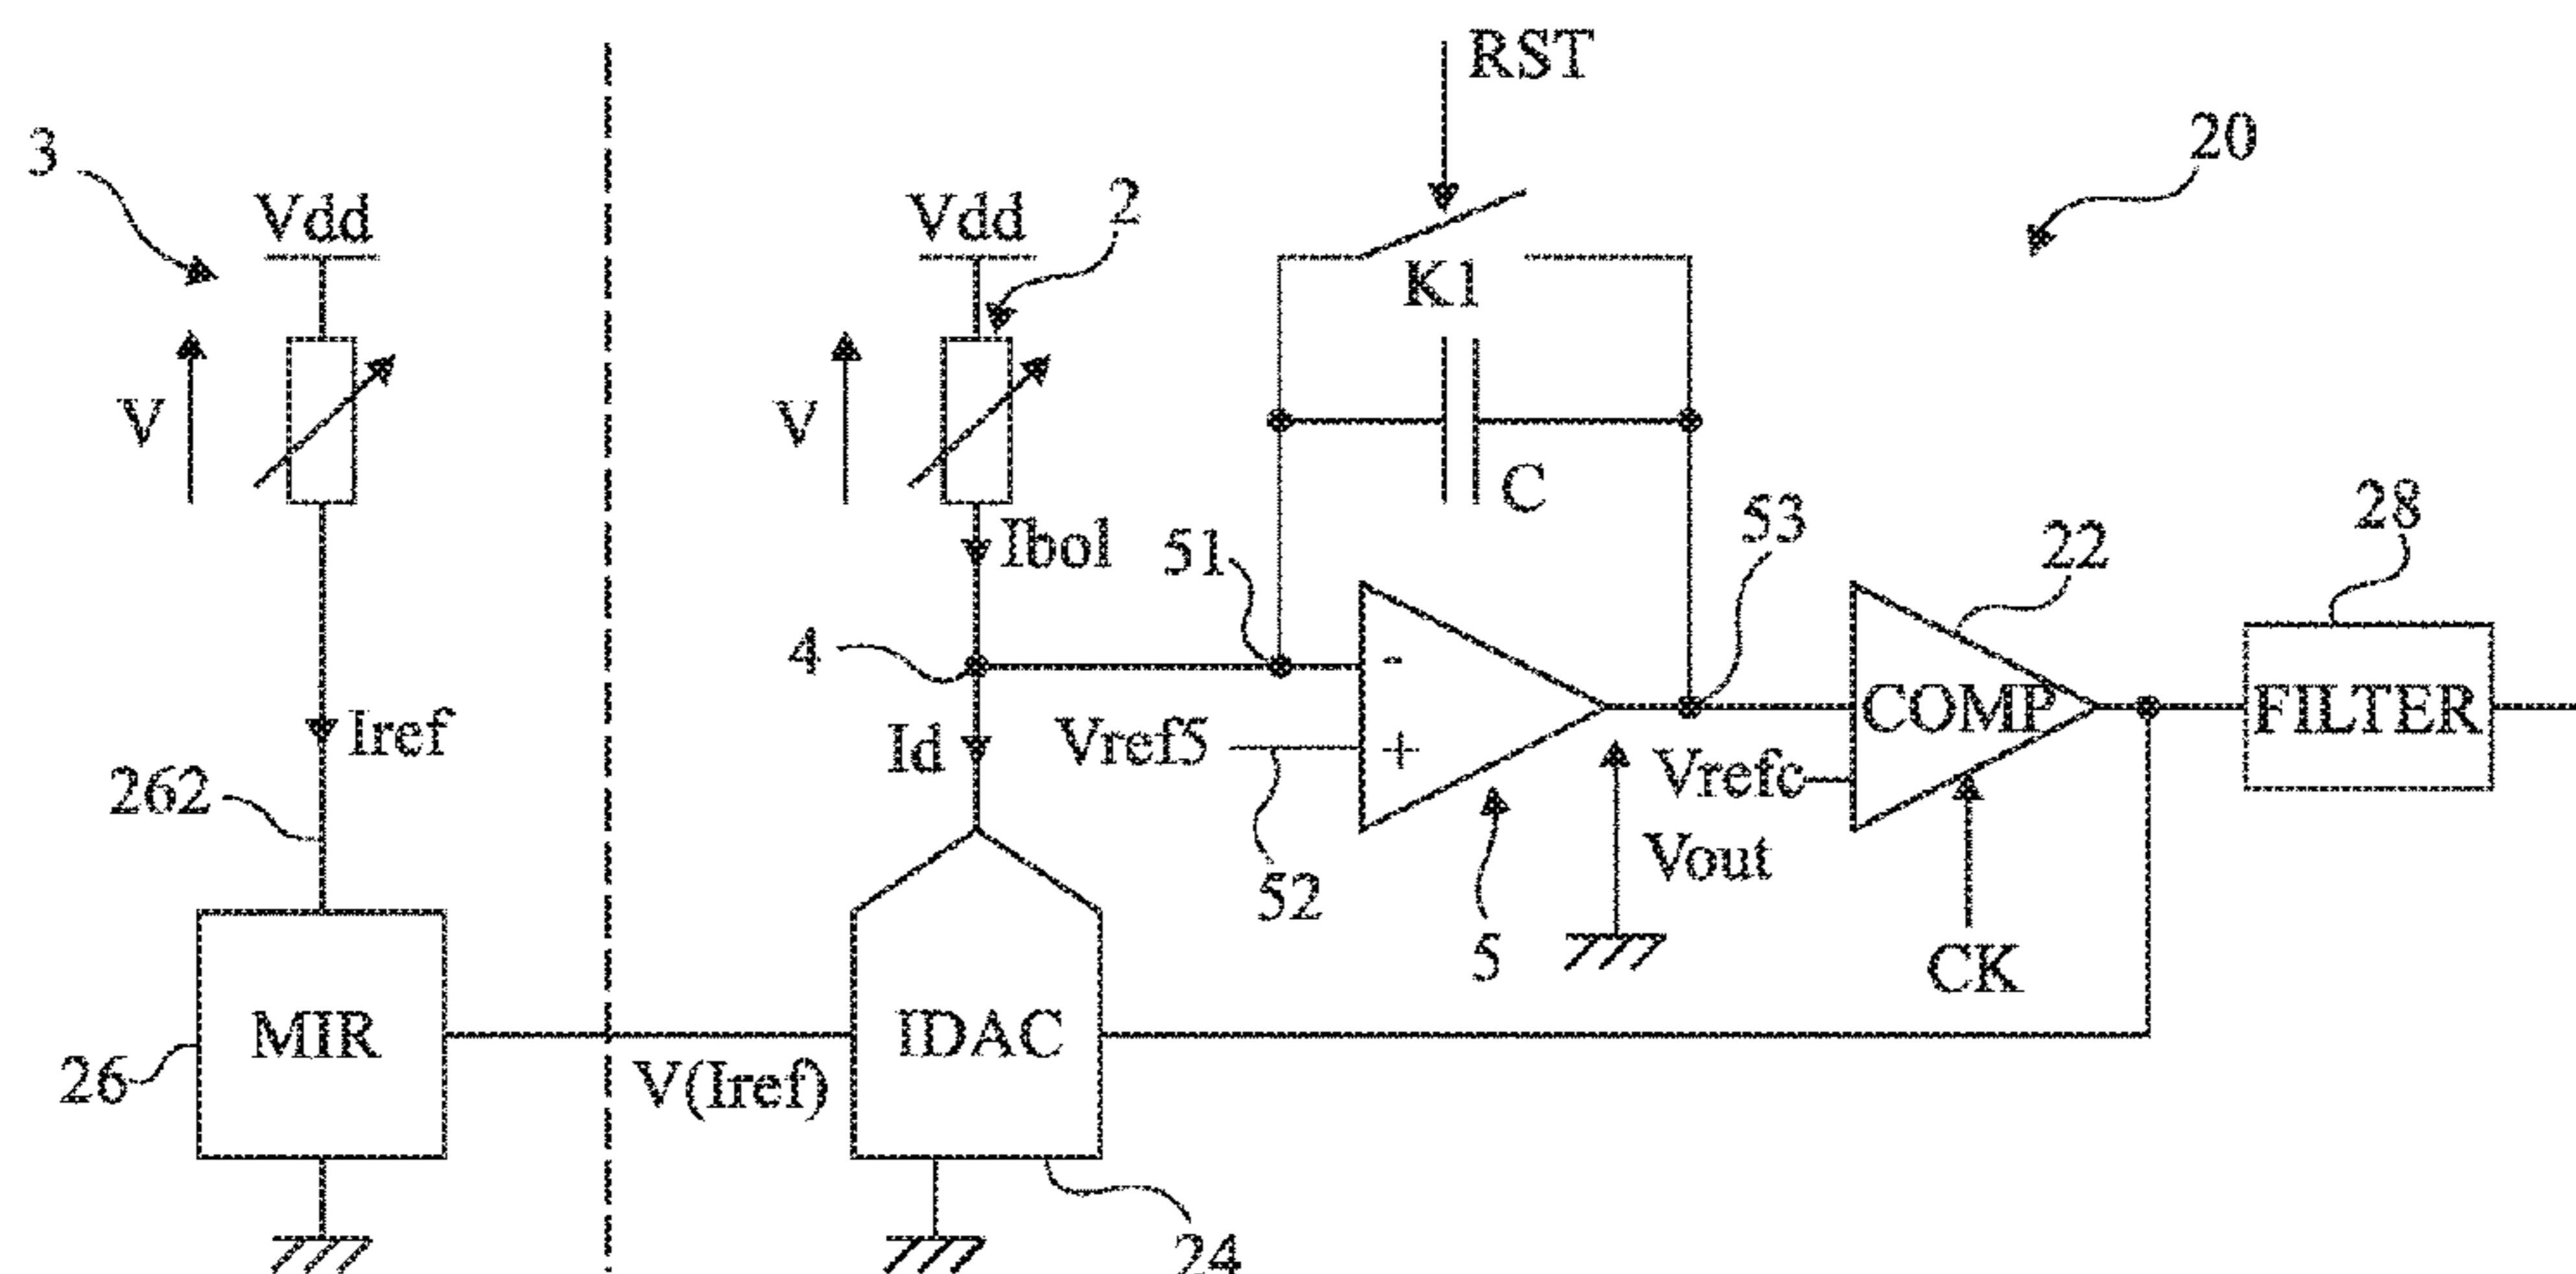 RST
20
3
Vdd
Vdd
2
K1
V
V
C
Ibol
51
53
22
28
4
-
Iref
Id
Vref5
+
COMP
FILTER
Vrefc
262
52
5
Vout
CK
MIR
IDAC
26
V(Iref)
24